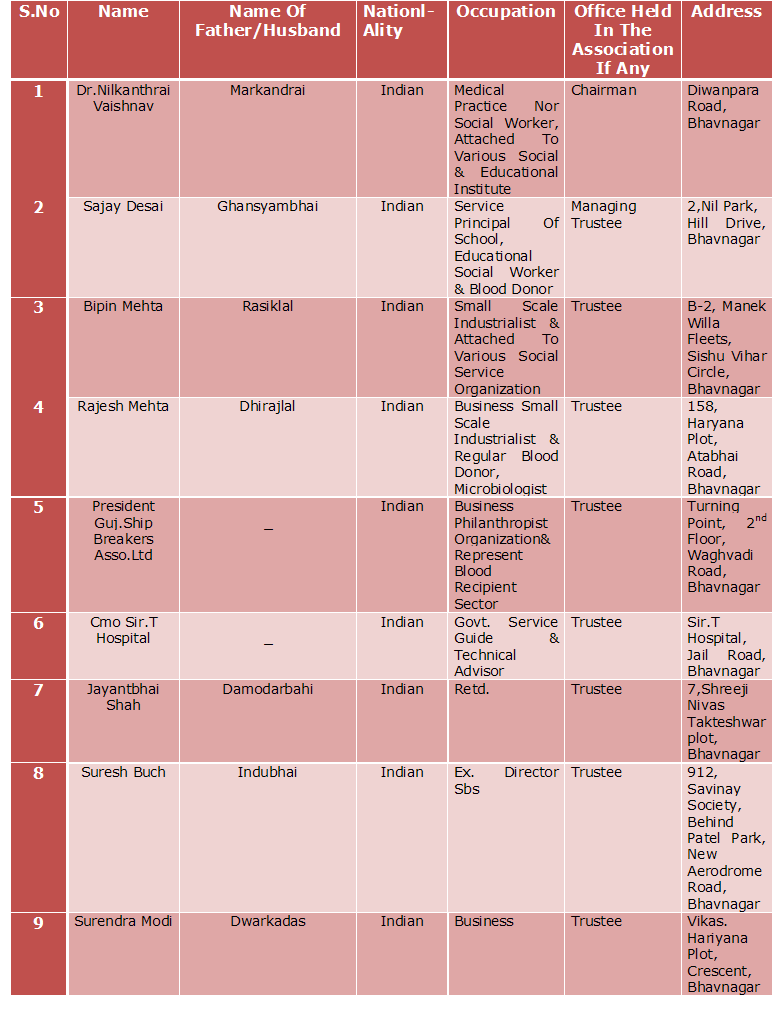 S.No Name Name Of Father/Husband Nationl-Ality Occupation Office Held In The Association If Any Address
1
Dr.Nilkanthrai
Vaishnav
Markandrai
Indian
Medical
Practice Nor
Social Worker,
Attached To
Various Social
& Educational
Institute
Chairman
Diwanpara
Road,
Bhavnagar
2
Sajay Desai
Ghansyambhai
Indian
Service
Principal Of
School,
Educational
Social Worker
& Blood Donor
Managing
Trustee
2,Nil Park,
Hill Drive,
Bhavnagar
3
Bipin Mehta
Rasiklal
Indian
Small Scale
Industrialist &
Attached To
Various Social
Service
Organization
Trustee
B-2, Manek
Willa
Fleets,
Sishu Vihar
Circle,
Bhavnagar
4
Rajesh Mehta
Dhirajlal
Indian
Business Small
Scale
Industrialist &
Regular Blood
Donor,
Microbiologist
Trustee
158,
Haryana
Plot,
Atabhai
Road,
Bhavnagar
5
President
Guj.Ship
Breakers
Asso.Ltd
_
Indian
Business
Philanthropist
Organization&
Represent
Blood
Recipient
Sector
Trustee
Turning
Point, 2nd
Floor,
Waghvadi
Road,
Bhavnagar
6
Cmo Sir.T
Hospital
_
Indian
Govt. Service
Guide &
Technical
Advisor
Trustee
Sir.T
Hospital,
Jail Road,
Bhavnagar
7
Jayantbhai
Shah
Damodarbahi
Indian
Retd.
Trustee
7,Shreeji
Nivas
Takteshwar
plot,
Bhavnagar
8
Suresh Buch
Indubhai
Indian
Ex. Director
Sbs
Trustee
912,
Savinay
Society,
Behind
Patel Park,
New
Aerodrome
Road,
Bhavnagar
9
Surendra Modi
Dwarkadas
Indian
Business
Trustee
Vikas.
Hariyana
Plot,
Crescent,
Bhavnagar